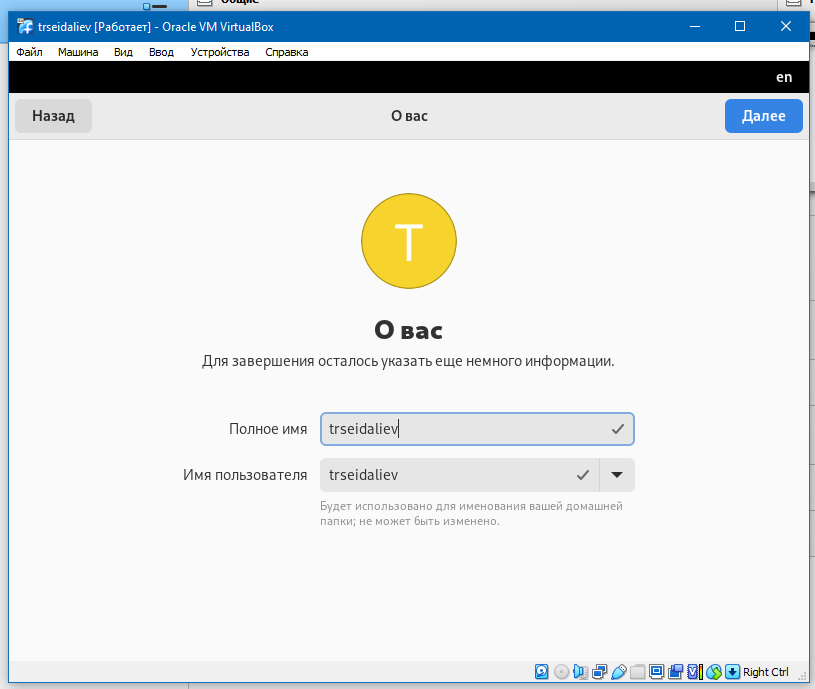 Общие
trseidaliev [Работает] - Oracle VM VirtualBox
Файл Машина Вид Ввод Устройства Справка
en
Назад О вас Далее
T
О вас
Для завершения осталось указать еще немного информации.
Полное имя trseidaliev
Имя пользователя trseidaliev
Будет использовано для именования вашей домашней
папки; не может быть изменено.
Right Ctrl